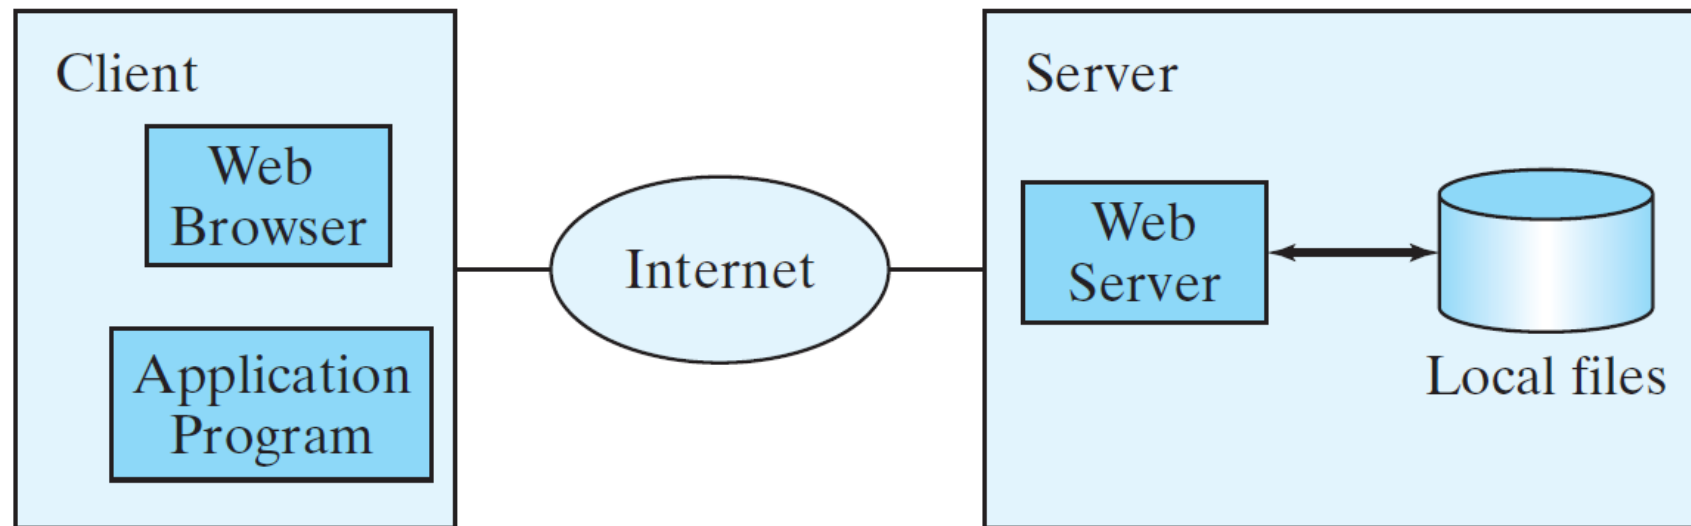 Client
Web
Browser
Application
Program
Internet
Server
Web
Server
Local files